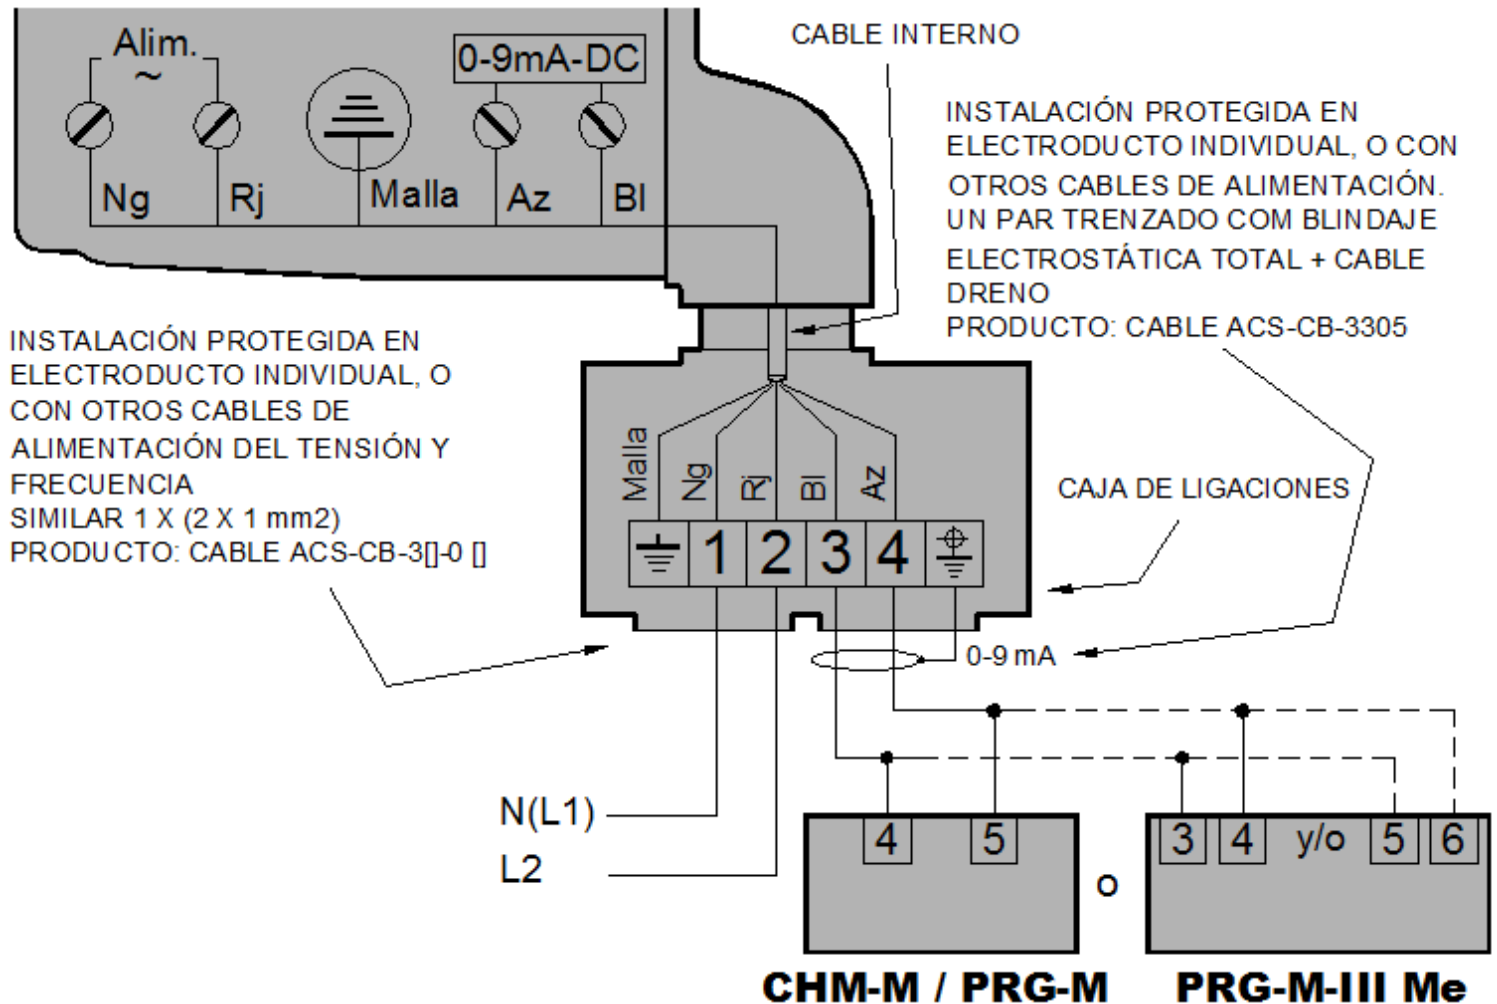 Alim.
~
0-9mA-DC
Ng
Rj
Malla
Az
Bl
CABLE INTERNO
INSTALACIÓN PROTEGIDA EN
ELECTRODUCTO INDIVIDUAL, O CON
OTROS CABLES DE ALIMENTACIÓN.
UN PAR TRENZADO COM BLINDAJE
ELECTROSTÁTICA TOTAL + CABLE
DRENO
PRODUCTO: CABLE ACS-CB-3305
INSTALACIÓN PROTEGIDA EN
ELECTRODUCTO INDIVIDUAL, O
CON OTROS CABLES DE
ALIMENTACIÓN DEL TENSIÓN Y
FRECUENCIA
SIMILAR 1 X (2 X 1 mm2)
PRODUCTO: CABLE ACS-CB-3[]-0 []
Malla
Ng
Rj
Bl
Az
1 2 3 4
CAJA DE LIGACIONES
0-9 mA
N(L1)
L2
4 5
o
3 4 y/o 5 6
CHM-M / PRG-M
PRG-M-III Me